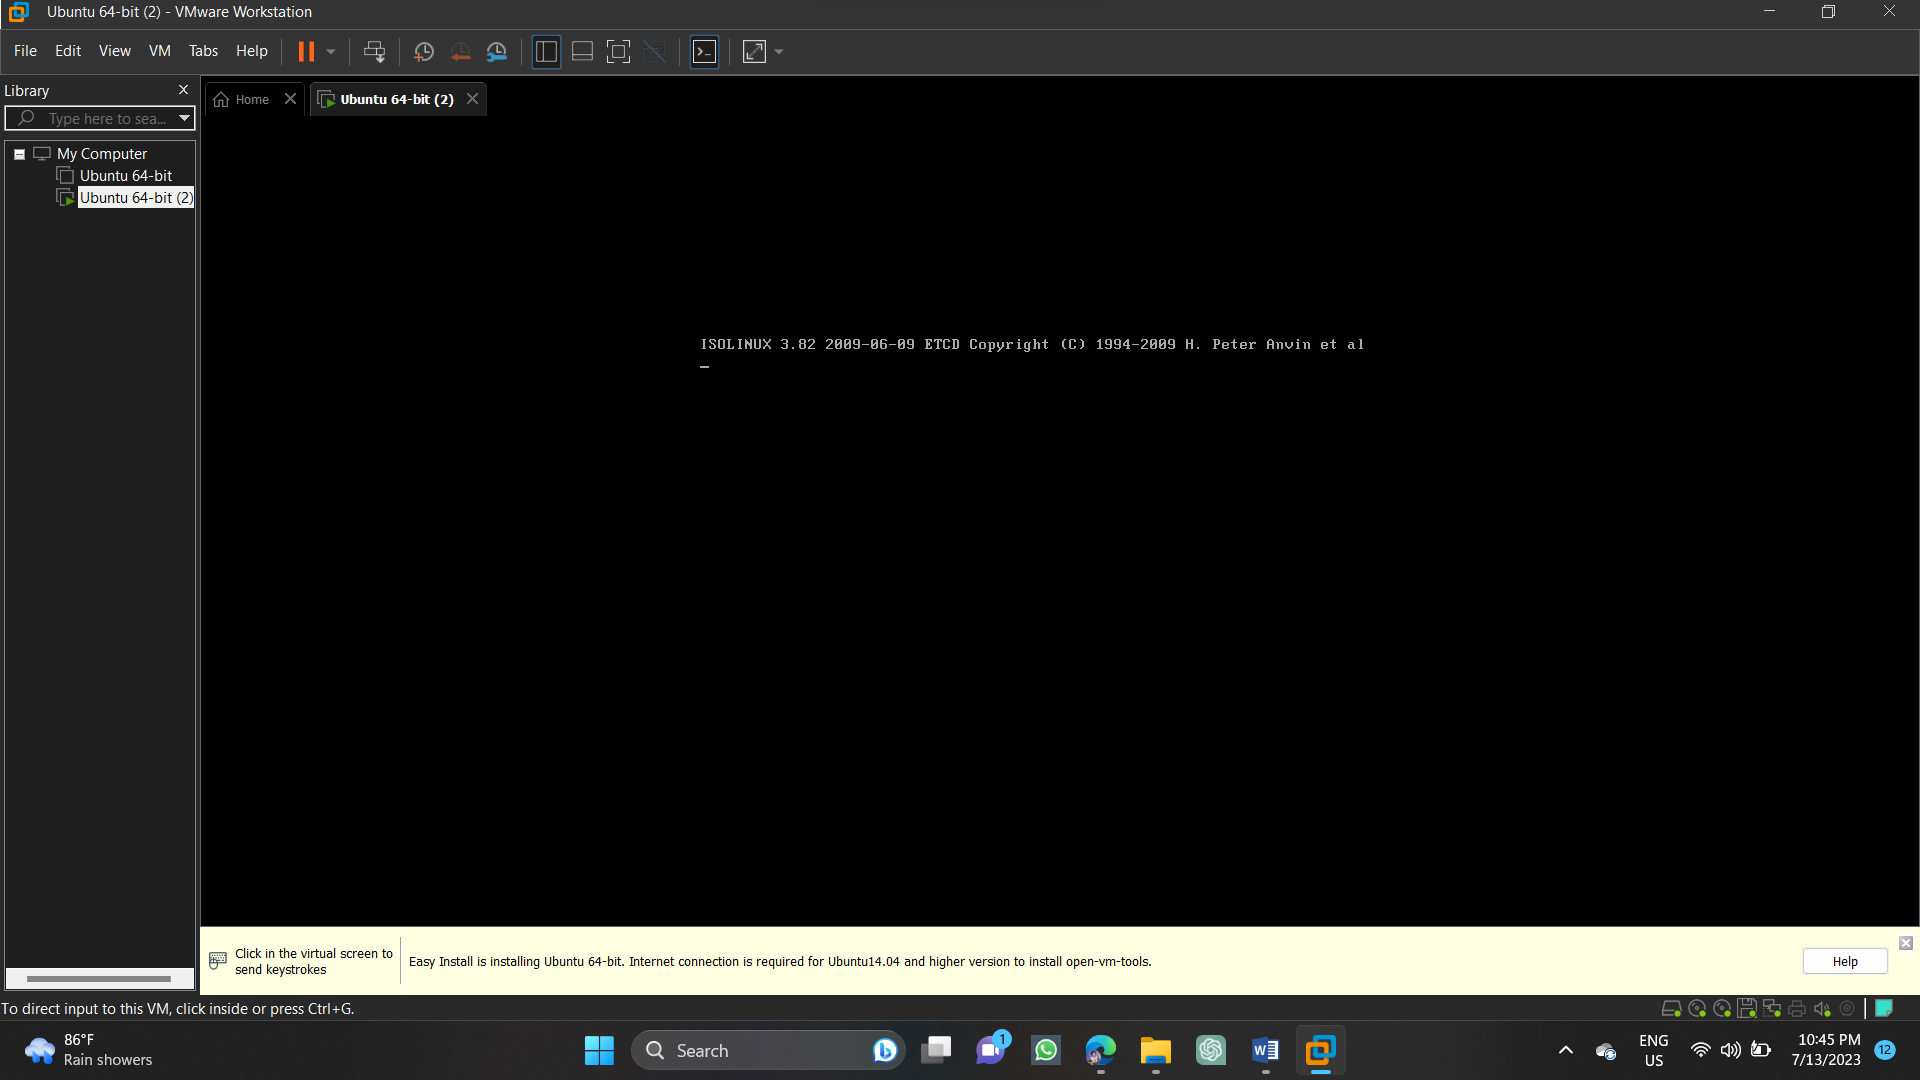 Ubuntu 64-bit (2) - VMware Workstation
File Edit View VM Tabs Help
Library
Type here to sea...
My Computer
Ubuntu 64-bit
Ubuntu 64-bit (2)
Home
Ubuntu 64-bit (2)
ISOLINUX 3.82 2009-06-09 ETCD Copyright (C) 1994-2009 H. Peter Anvin et al
Click in the virtual screen to
send keystrokes
Easy Install is installing Ubuntu 64-bit. Internet connection is required for Ubuntu14.04 and higher version to install open-vm-tools.
Help
To direct input to this VM, click inside or press Ctrl+G.
86°F
Rain showers
Search
1
ENG
US
10:45 PM
7/13/2023
12